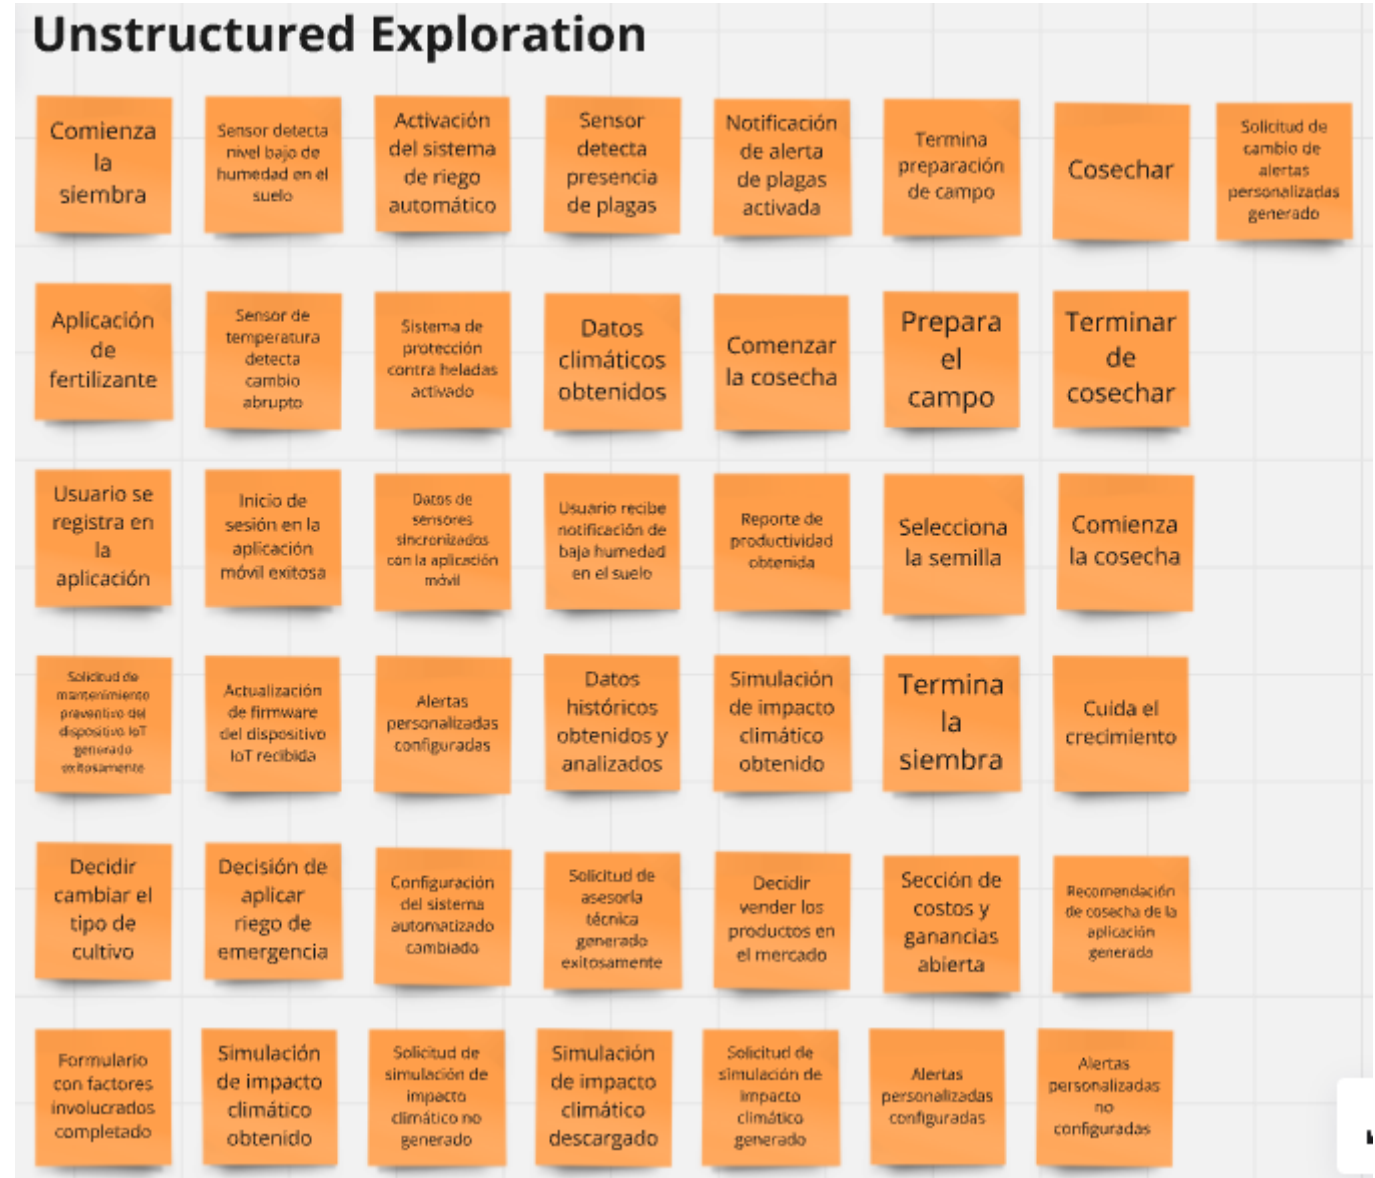 Unstructured Exploration
Comienza
la
siembra
Sensor detecta
nivel bajo de
humedad en el
suelo
Activación
del sistema
de riego
automático
Sensor
detecta
presencia
de plagas
Notificación
de alerta
de plagas
activada
Termina
preparación
de campo
Cosechar
Solicitud de
cambio de
alertas
personalizadas
generado
Aplicación
de
fertilizante
Sensor de
temperatura
detecta
cambio
abrupto
Sistema de
protección
contra heladas
activado
Datos
climáticos
obtenidos
Comenzar
la cosecha
Prepara
el
campo
Terminar
de
cosechar
Usuario se
registra en
la
aplicación
Inicio de
sesión en la
aplicación
móvil exitosa
Datos de
sensores
sincronizados
con la aplicación
móvil
Usuario recibe
notificación de
baja humedad
en el suelo
Reporte de
productividad
obtenida
Selecciona
la semilla
Comienza
la cosecha
Solicitud de
mantenimiento
preventivo del
dispositivo IoT
generado
exitosamente
Actualización
de firmware
del dispositivo
IoT recibida
Alertas
personalizadas
configuradas
Datos
históricos
obtenidos y
analizados
Simulación
de impacto
climático
obtenido
Termina
la
siembra
Cuida el
crecimiento
Decidir
cambiar el
tipo de
cultivo
Decisión de
aplicar
riego de
emergencia
Configuración
del sistema
automatizado
cambiado
Solicitud de
asesoría
técnica
generado
exitosamente
Decidir
vender los
productos en
el mercado
Sección de
costos y
ganancias
abierta
Recomendación
de cosecha de la
aplicación
generada
Formulario
con factores
involucrados
completado
Simulación
de impacto
climático
obtenido
Solicitud de
simulación de
impacto
climático no
generado
Simulación
de impacto
climático
descargado
Solicitud de
simulación de
impacto
climático
generado
Alertas
personalizadas
configuradas
Alertas
personalizadas
no
configuradas